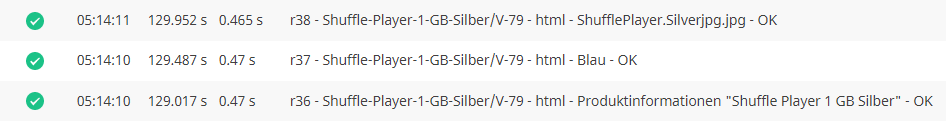 05:14:11 129.952 s 0.465 s r38 - Shuffle-Player-1-GB-Silber/V-79 - html - ShufflePlayer.Silverjpg.jpg - OK
05:14:10 129.487 s 0.47 s r37 - Shuffle-Player-1-GB-Silber/V-79 - html - Blau - OK
05:14:10 129.017 s 0.47 s r36 - Shuffle-Player-1-GB-Silber/V-79 - html - Produktinformationen "Shuffle Player 1 GB Silber" - OK